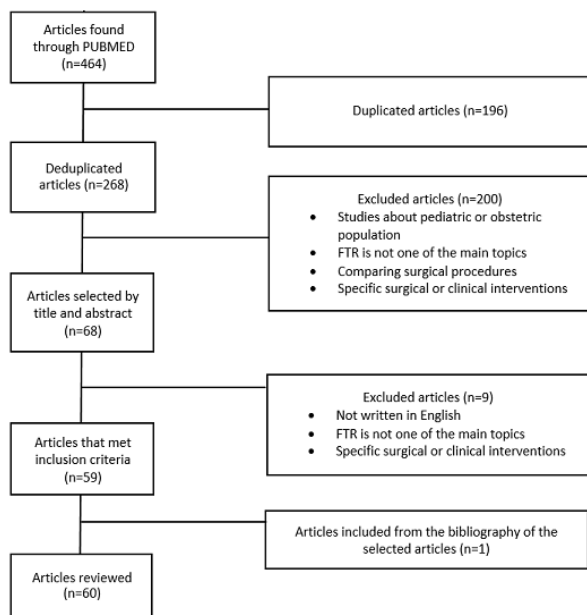 Articles found
through PUBMED
(n=464)
Duplicated articles (n=196)
Deduplicated
articles (n=268)
Excluded articles (n=200)
• Studies about pediatric or obstetric
population
• FTR is not one of the main topics
• Comparing surgical procedures
• Specific surgical or clinical interventions
Articles selected by
title and abstract
(n=68)
Excluded articles (n=9)
• Not written in English
• FTR is not one of the main topics
• Specific surgical or clinical interventions
Articles that met
inclusion criteria
(n=59)
Articles included from the bibliography of the
selected articles (n=1)
Articles reviewed
(n=60)